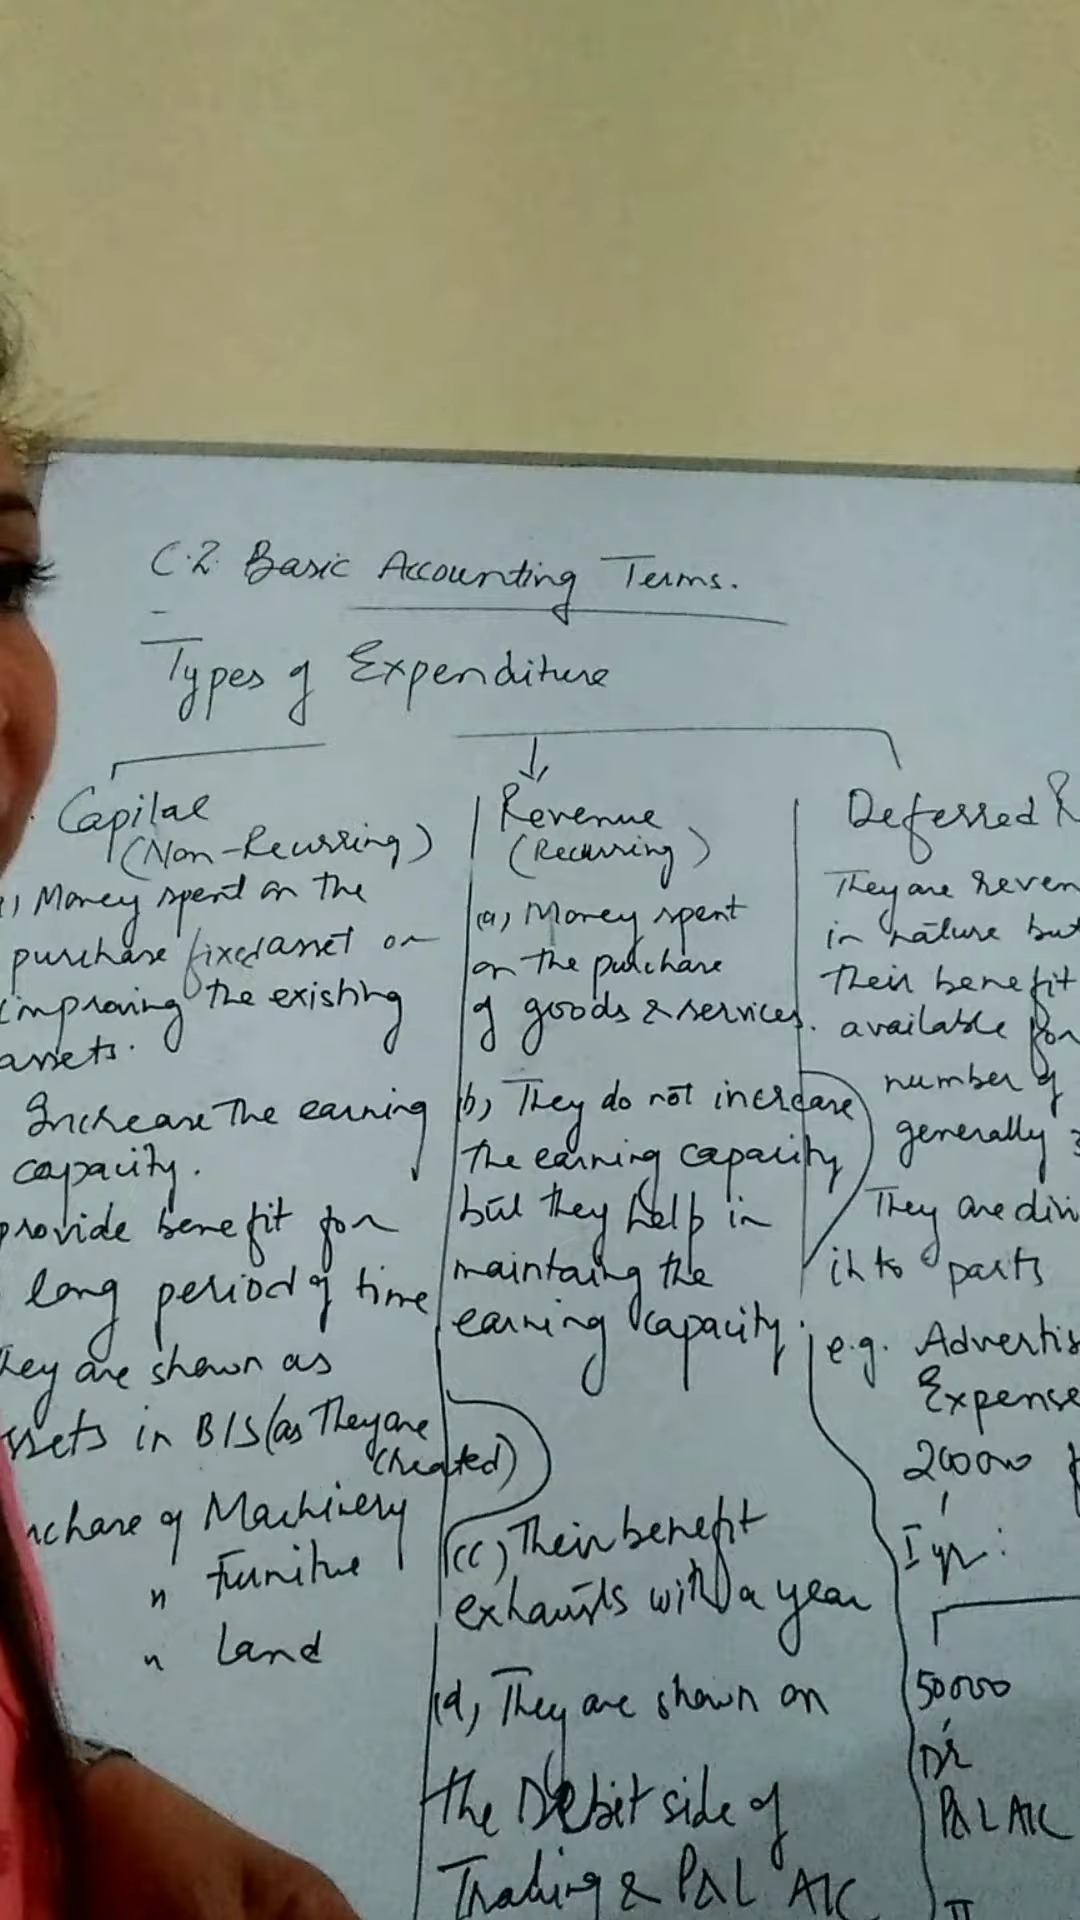 C.2. Basic Accounting Terms.
Types of Expenditure
Capital
(Non-Recurring)
Money spent on the
purchase fixed asset or
improving the existing
assets.
Increase the earning
capacity.
provide benefit for
long period of time
They are shown as
assets in B/S (as They are
Created)
Purchase of Machinery
" Furnitue
" Land
Revenue
(Recurring)
(a) Money spent
on the puchase
of goods & services.
(b) They do not increase
the earning capacity
but they help in
maintaing the
earning capacity.
(c) Their benefit
exhausts with a year
(d) They are shown on
the Debit side of
Trading & P&L A/C
Deferred R
They are Reven
in nature but
Their benefit
available for
number of
generally 3
They are divi
into parts
e.g. Advertis
Expense
200000
I yr:
50000
Dr
P&L A/C
II